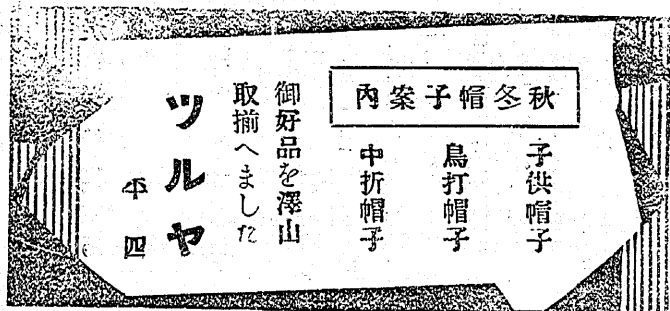 秋冬帽子案内
子供帽子
鳥打帽子
中折帽子
御好品を澤山
取揃へました
ツルヤ
本四